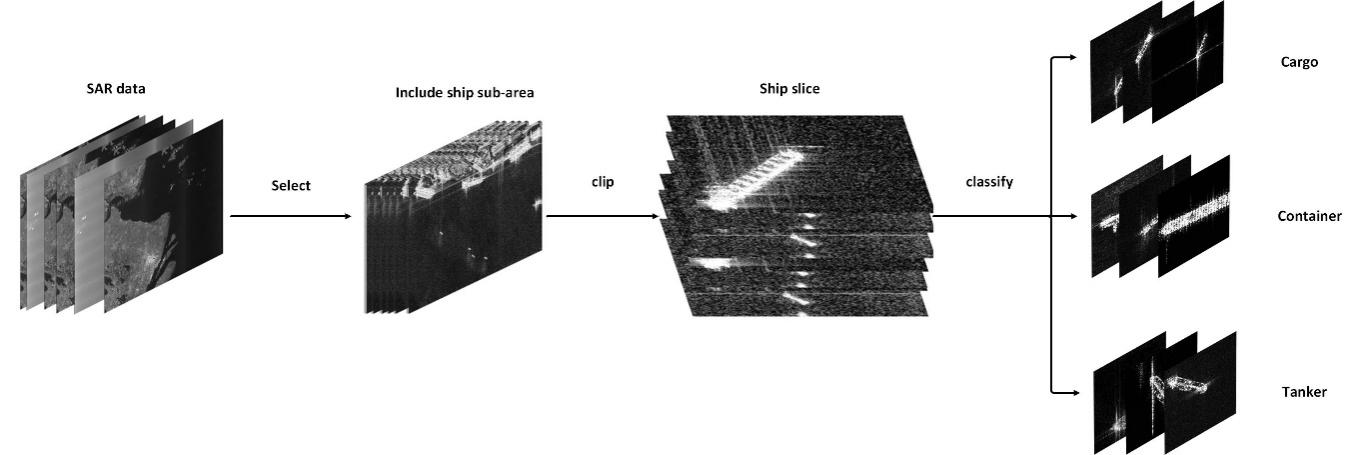 SAR data
Select
Include ship sub-area
clip
Ship slice
classify
Cargo
Container
Tanker